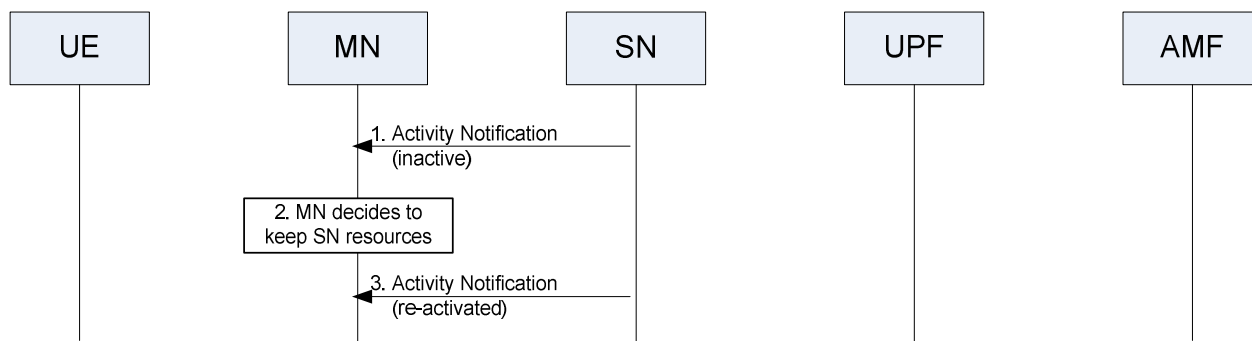 UE
MN
SN
UPF
AMF
1. Activity Notification
(inactive)
2. MN decides to
keep SN resources
3. Activity Notification
(re-activated)